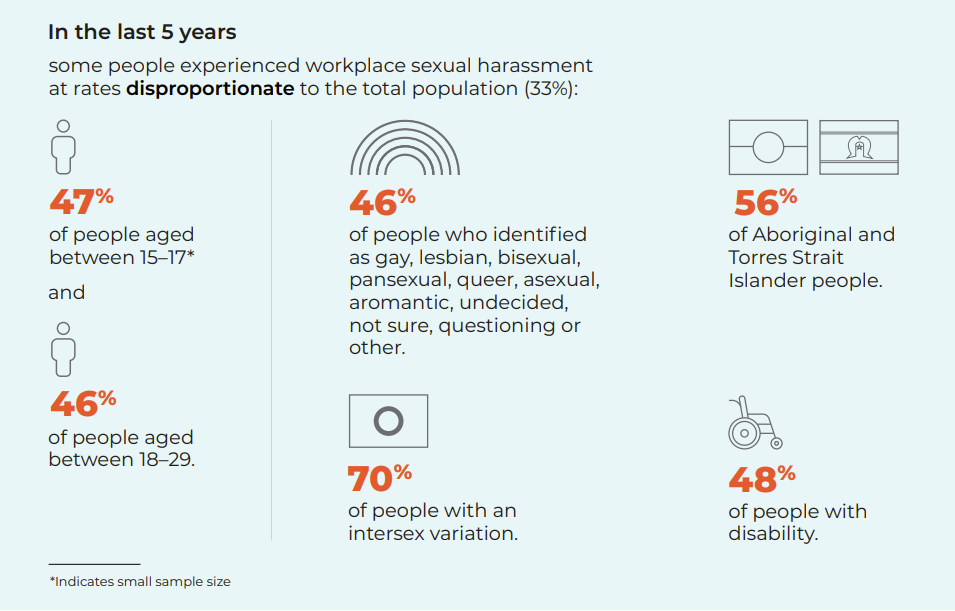 In the last 5 years
some people experienced workplace sexual harassment
at rates disproportionate to the total population (33%):
47%
of people aged
between 15–17*
and
46%
of people aged
between 18–29.
46%
of people who identified
as gay, lesbian, bisexual,
pansexual, queer, asexual,
aromantic, undecided,
not sure, questioning or
other.
70%
of people with an
intersex variation.
56%
of Aboriginal and
Torres Strait
Islander people.
48%
of people with
disability.
*Indicates small sample size